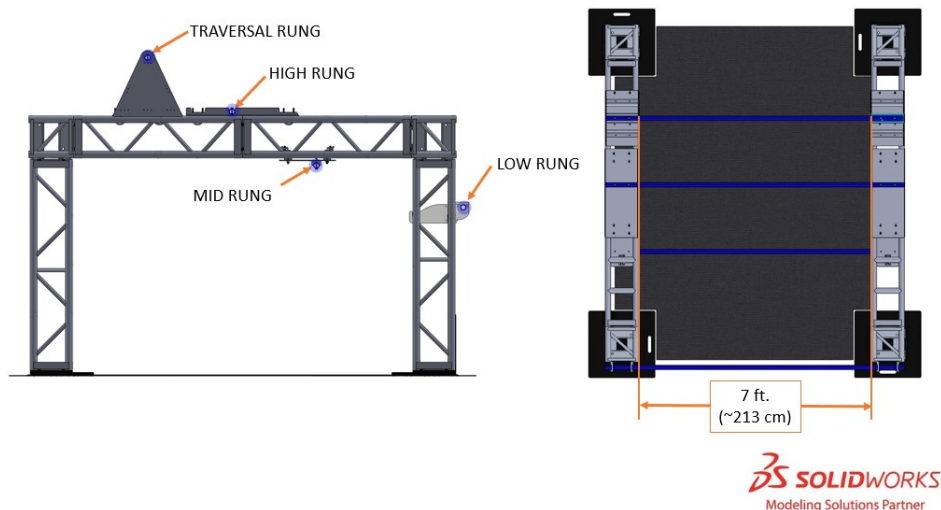 TRAVERSAL RUNG
HIGH RUNG
MID RUNG
LOW RUNG
7 ft.
(~213 cm)
SOLIDWORKS
Modeling Solutions Partner